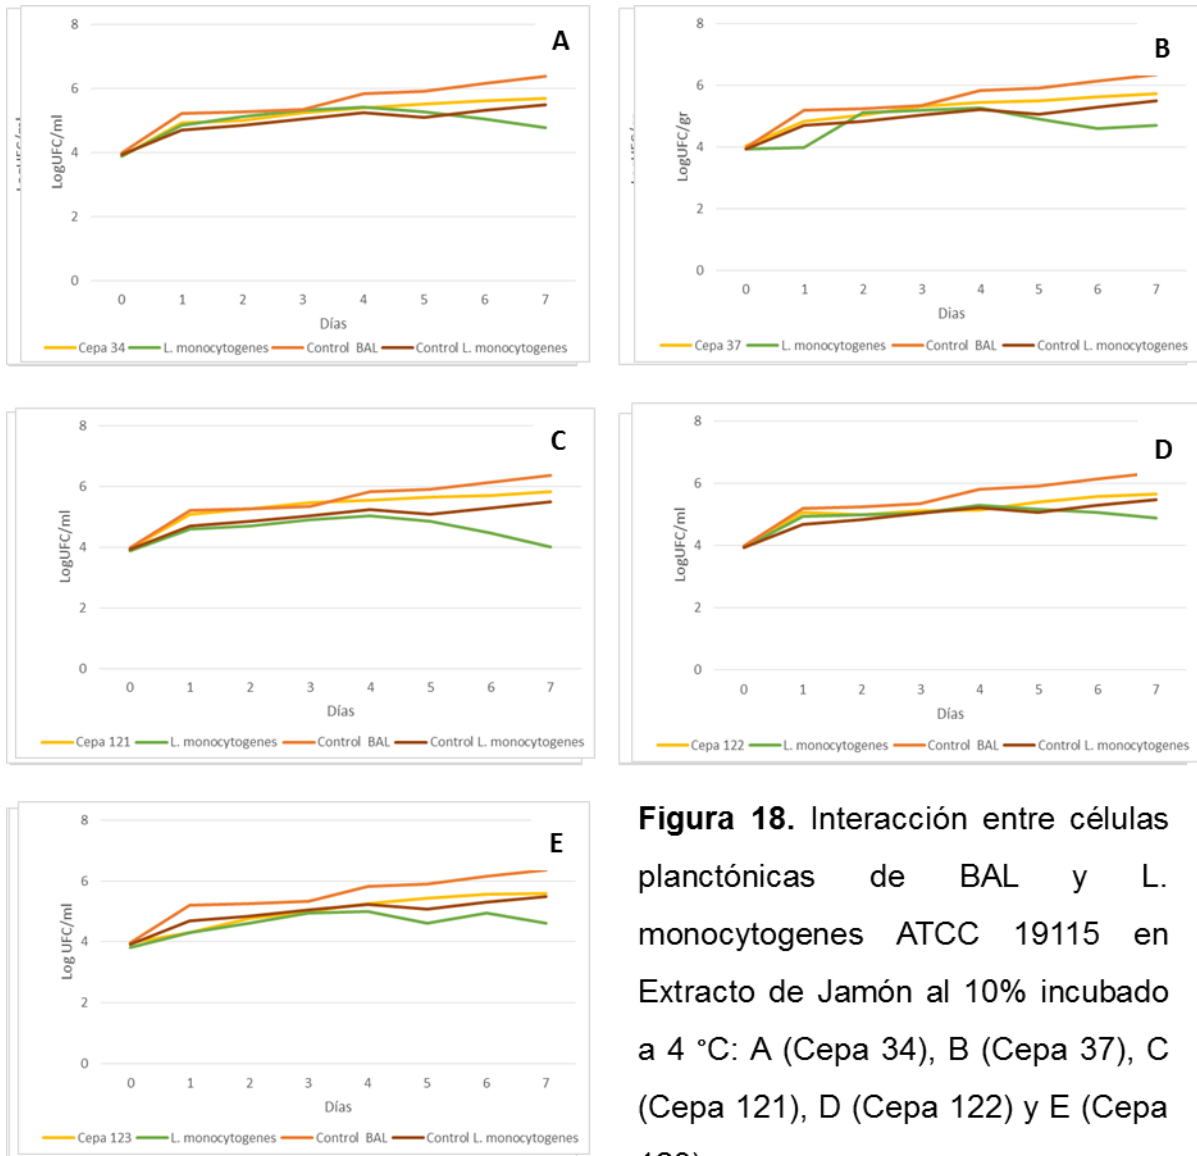 A
8
6
4
2
0
LogUFC/ml
0 1 2 3 4 5 6 7
Días
Cepa 34 L. monocytogenes Control BAL Control L. monocytogenes
B
8
6
4
2
0
LogUFC/gr
0 1 2 3 4 5 6 7
Dias
Cepa 37 L. monocytogenes Control BAL Control L. monocytogenes
C
8
6
4
2
0
LogUFC/ml
0 1 2 3 4 5 6 7
Días
Cepa 121 L. monocytogenes Control BAL Control L. monocytogenes
D
8
6
4
2
0
LogUFC/ml
0 1 2 3 4 5 6 7
Días
Cepa 122 L. monocytogenes Control BAL Control L. monocytogenes
E
8
6
4
2
0
Log UFC/ml
0 1 2 3 4 5 6 7
Días
Cepa 123 L. monocytogenes Control BAL Control L. monocytogenes
Figura 18. Interacción entre células
planctónicas de BAL y L.
monocytogenes ATCC 19115 en
Extracto de Jamón al 10% incubado
a 4 °C: A (Cepa 34), B (Cepa 37), C
(Cepa 121), D (Cepa 122) y E (Cepa